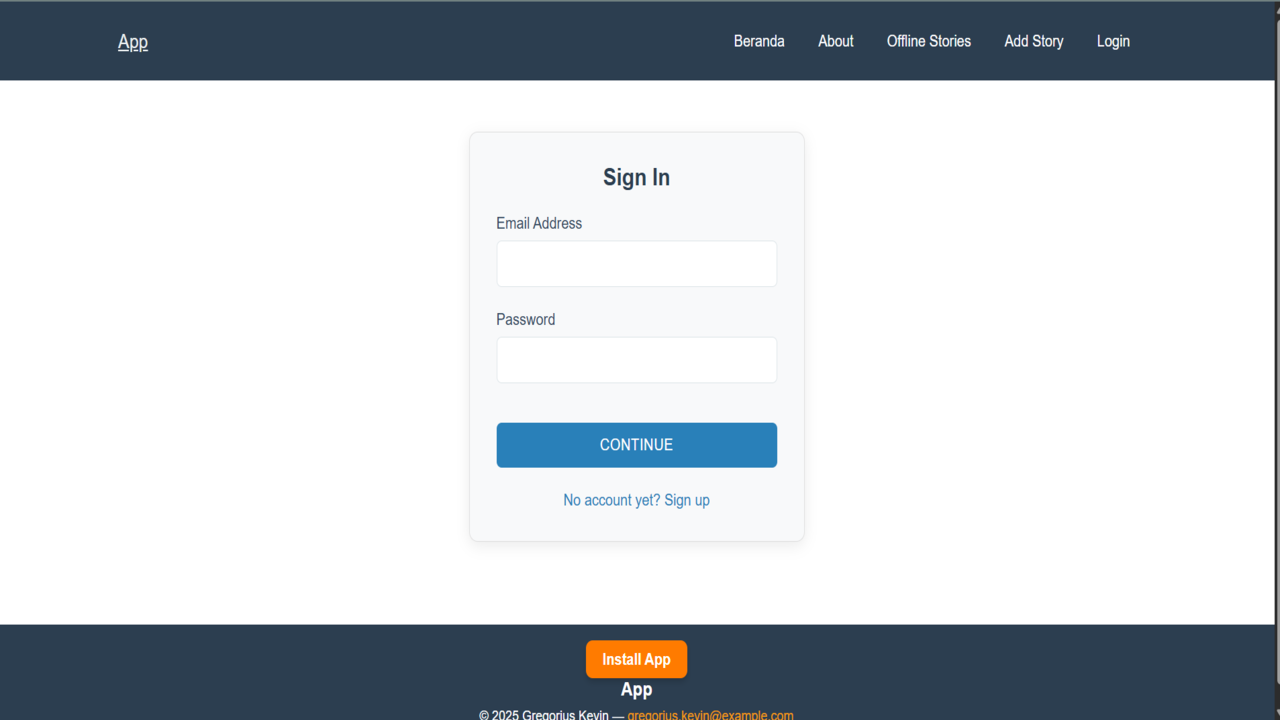 App
Beranda About Offline Stories Add Story Login
Sign In
Email Address
Password
CONTINUE
No account yet? Sign up
Install App
App
© 2025 Gregorius Kevin — gregorius.kevin@example.com